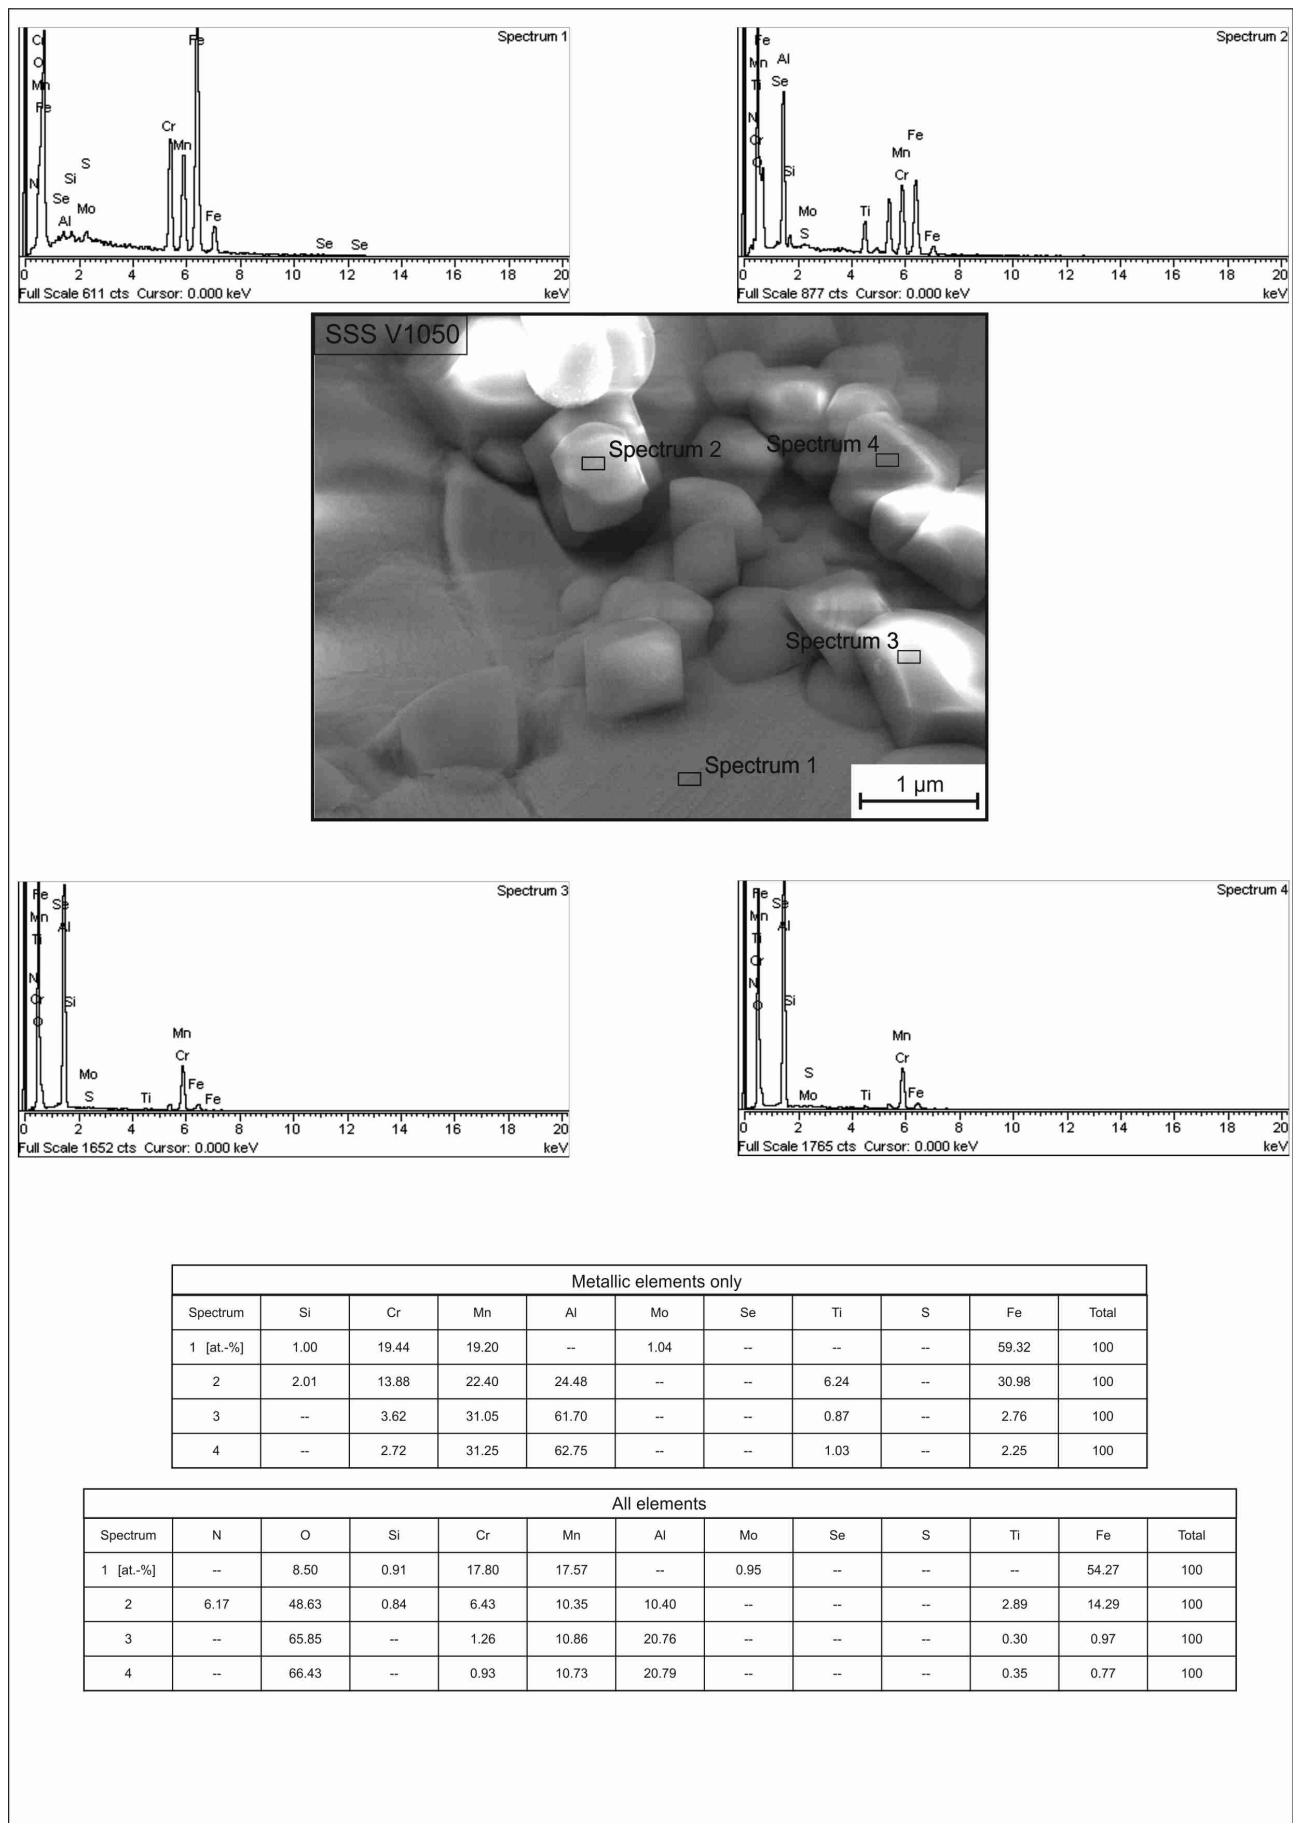 Spectrum 1
Cr
O
Mn
Fe
N
Se
Al
Si
S
Mo
Cr
Mn
Fe
Fe
Se
Se
0 2 4 6 8 10 12 14 16 18 20
Full Scale 611 cts Cursor: 0.000 keV keV
Spectrum 2
Fe
Mn
Ti
N
Cr
O
Al
Se
Si
Mo
S
Ti
Mn
Cr
Fe
Fe
0 2 4 6 8 10 12 14 16 18 20
Full Scale 877 cts Cursor: 0.000 keV keV
SSS V1050
Spectrum 2
Spectrum 4
Spectrum 3
Spectrum 1
1 µm
Spectrum 3
Fe
Mn
Ti
N
Cr
O
Se
Al
Si
Mo
S
Ti
Mn
Cr
Fe
Fe
0 2 4 6 8 10 12 14 16 18 20
Full Scale 1652 cts Cursor: 0.000 keV keV
Spectrum 4
Fe
Mn
Ti
Cr
N
O
Se
Al
Si
S
Mo
Ti
Mn
Cr
Fe
0 2 4 6 8 10 12 14 16 18 20
Full Scale 1765 cts Cursor: 0.000 keV keV
Metallic elements only
Spectrum Si Cr Mn Al Mo Se Ti S Fe Total
1 [at.-%] 1.00 19.44 19.20 -- 1.04 -- -- -- 59.32 100
2 2.01 13.88 22.40 24.48 -- -- 6.24 -- 30.98 100
3 -- 3.62 31.05 61.70 -- -- 0.87 -- 2.76 100
4 -- 2.72 31.25 62.75 -- -- 1.03 -- 2.25 100
All elements
Spectrum N O Si Cr Mn Al Mo Se S Ti Fe Total
1 [at.-%] -- 8.50 0.91 17.80 17.57 -- 0.95 -- -- -- 54.27 100
2 6.17 48.63 0.84 6.43 10.35 10.40 -- -- -- 2.89 14.29 100
3 -- 65.85 -- 1.26 10.86 20.76 -- -- -- 0.30 0.97 100
4 -- 66.43 -- 0.93 10.73 20.79 -- -- -- 0.35 0.77 100